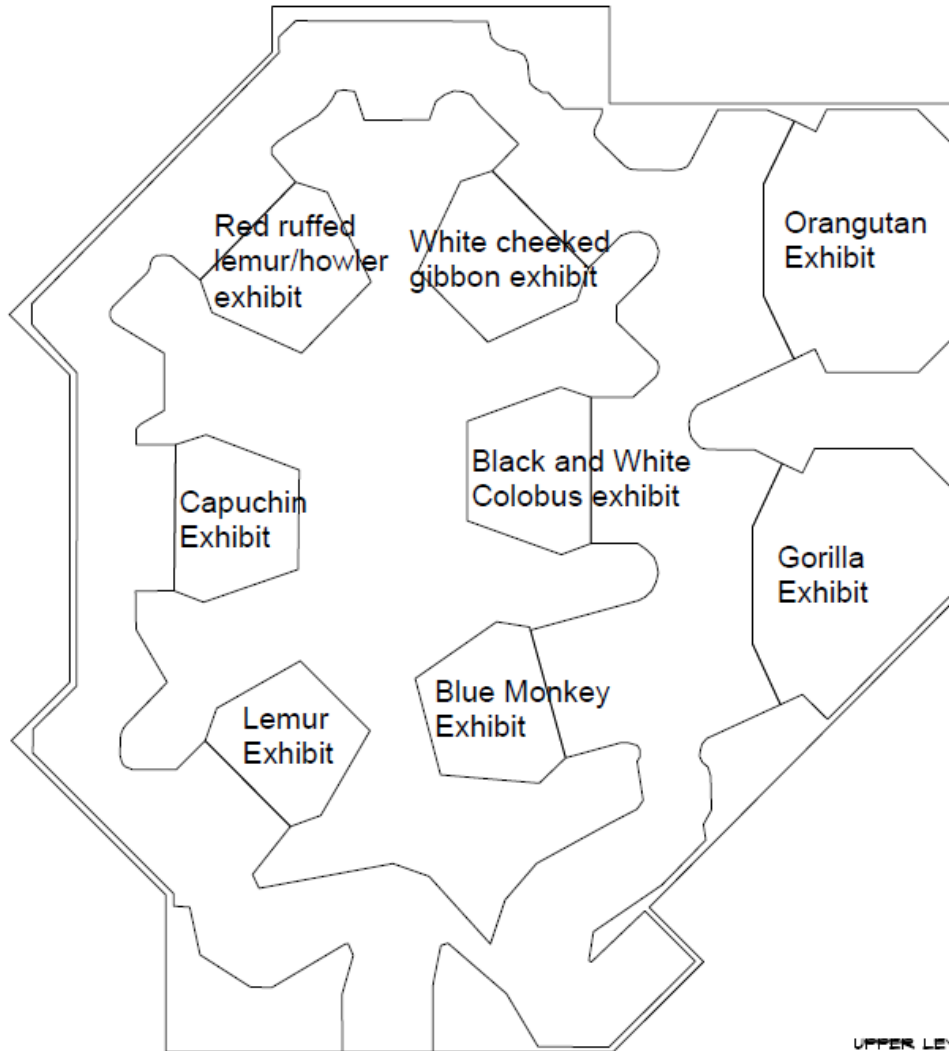 Red ruffed
lemur/howler
exhibit
White cheeked
gibbon exhibit
Orangutan
Exhibit
Black and White
Colobus exhibit
Capuchin
Exhibit
Gorilla
Exhibit
Lemur
Exhibit
Blue Monkey
Exhibit
UPPER LEV